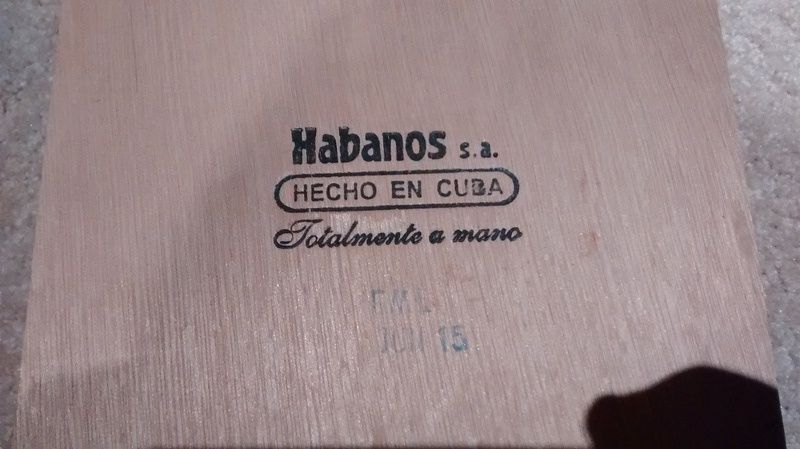 Habanos s.a.
HECHO EN CUBA
Totalmente a mano
JUN 15